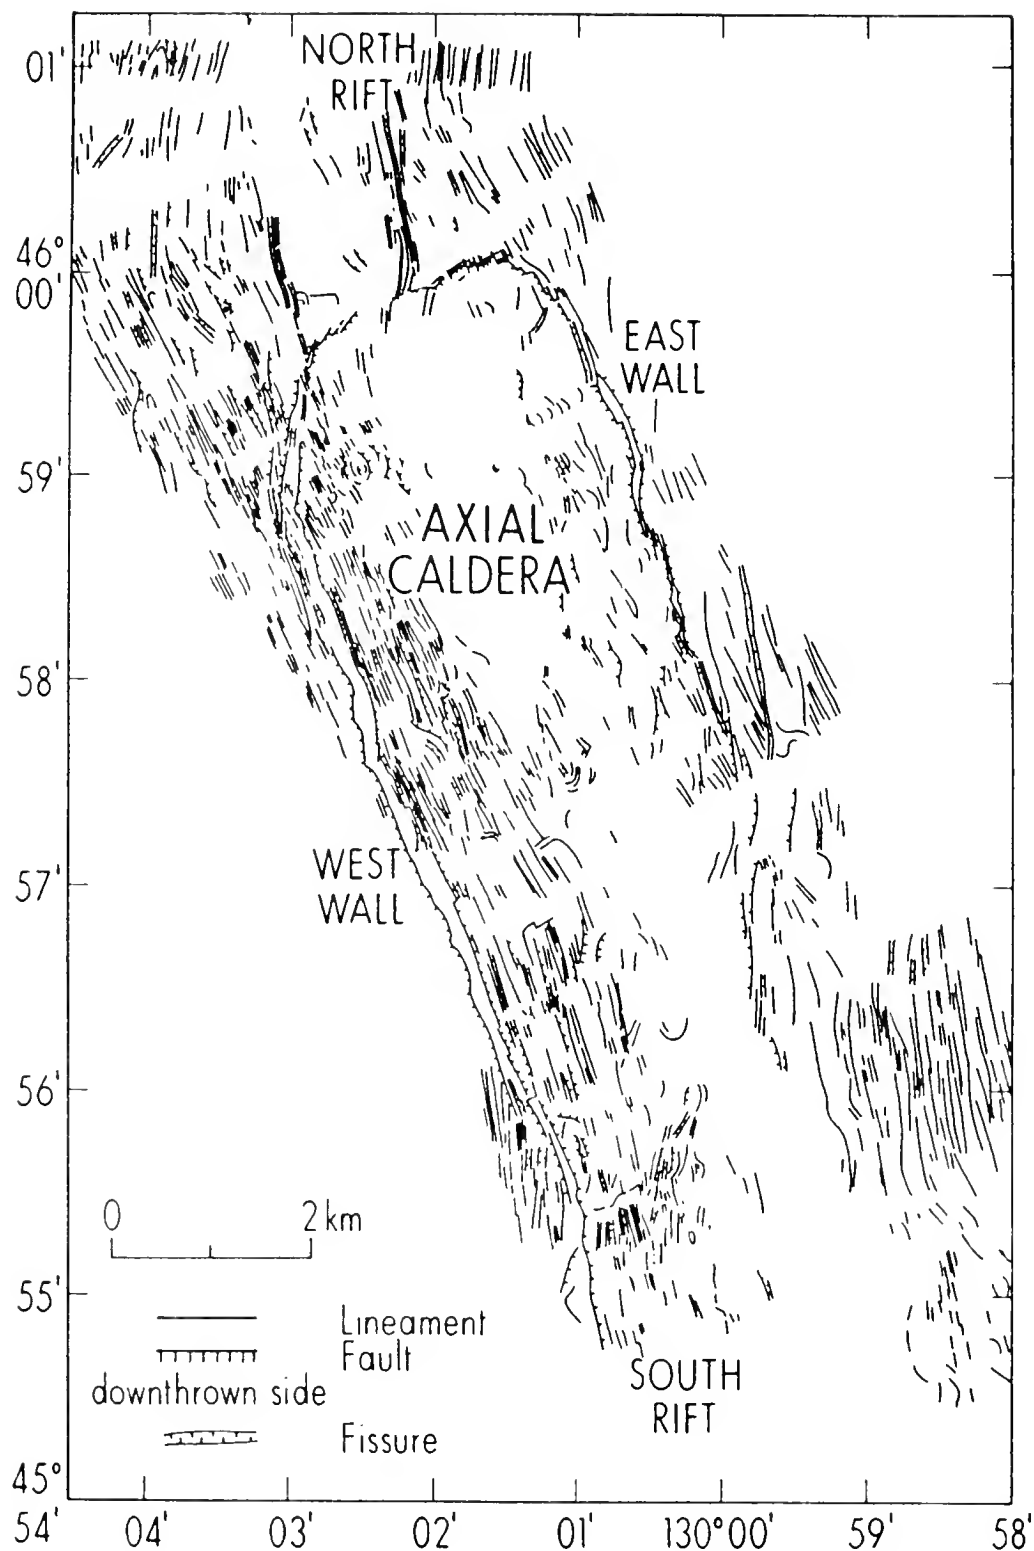 01'
NORTH
RIFT
46°
00'
EAST
WALL
59'
AXIAL
CALDERA
58'
WEST
WALL
57'
56'
0 2 km
55'
Lineament
Fault
downthrown side
Fissure
SOUTH
RIFT
45°
54'
04' 03' 02' 01' 130°00' 59' 58'